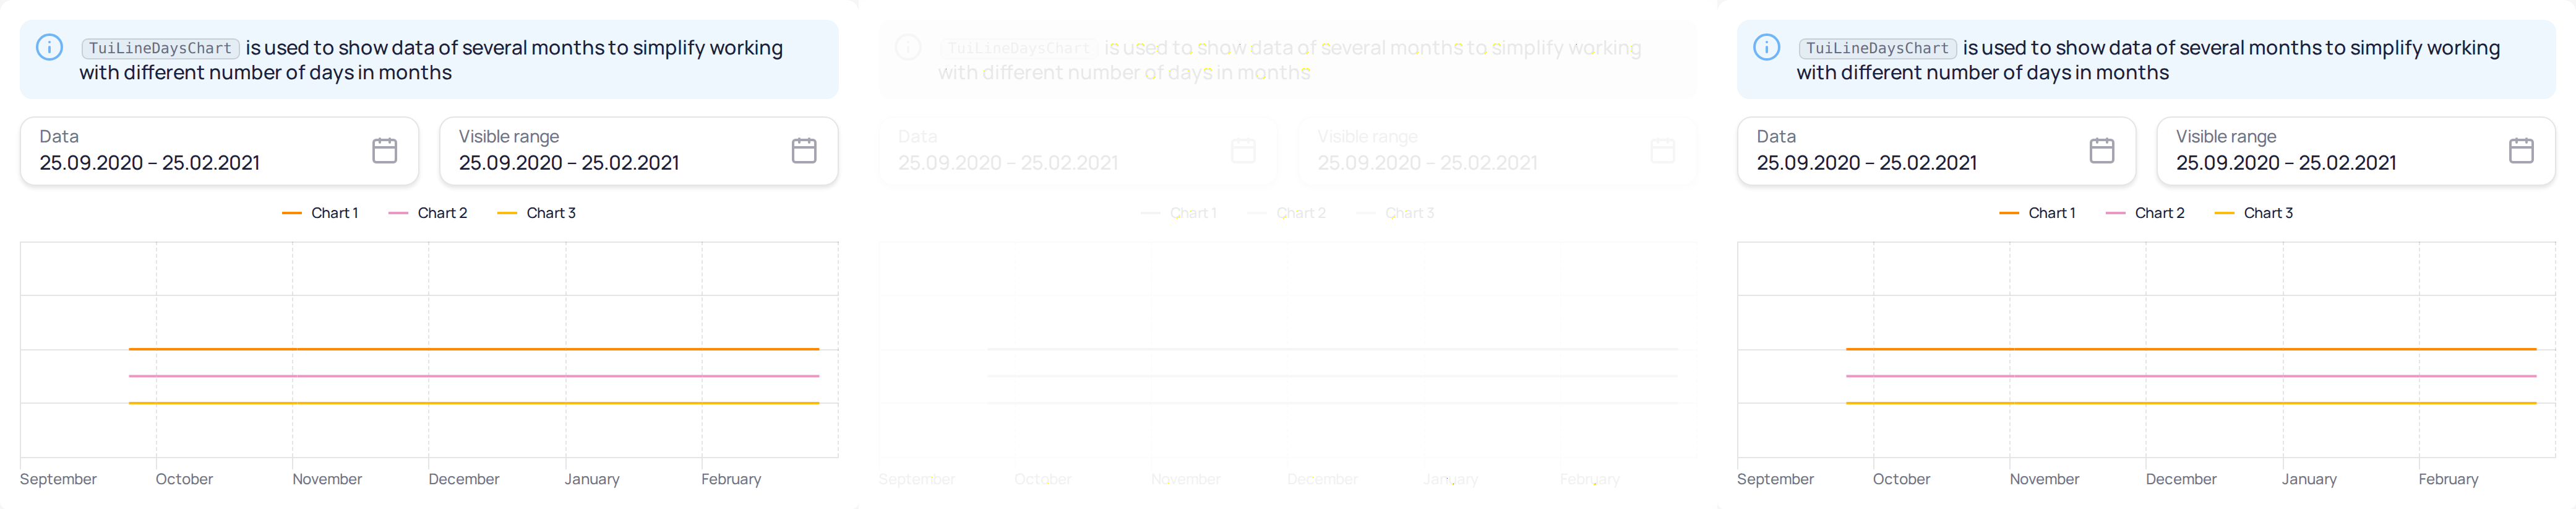 TuiLineDaysChart is used to show data of several months to simplify working
with different number of days in months
Data
25.09.2020 – 25.02.2021
Visible range
25.09.2020 – 25.02.2021
Chart 1 Chart 2 Chart 3
September October November December January February
TuiLineDaysChart is used to show data of several months to simplify working
with different number of days in months
Data
25.09.2020 – 25.02.2021
Visible range
25.09.2020 – 25.02.2021
Chart 1 Chart 2 Chart 3
September October November December January February
TuiLineDaysChart is used to show data of several months to simplify working
with different number of days in months
Data
25.09.2020 – 25.02.2021
Visible range
25.09.2020 – 25.02.2021
Chart 1 Chart 2 Chart 3
September October November December January February